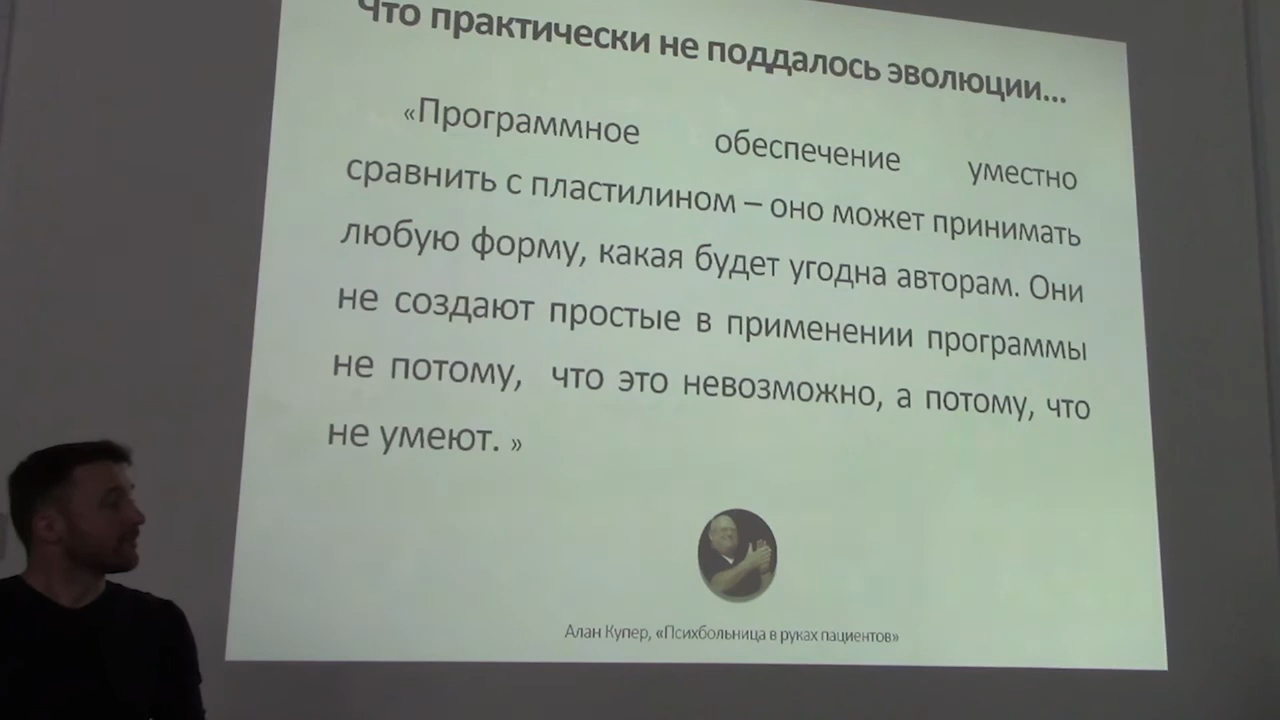 Что практически не поддалось эволюции...
«Программное обеспечение уместно
сравнить с пластилином – оно может принимать
любую форму, какая будет угодна авторам. Они
не создают простые в применении программы
не потому, что это невозможно, а потому, что
не умеют. »
Алан Купер, «Психбольница в руках пациентов»